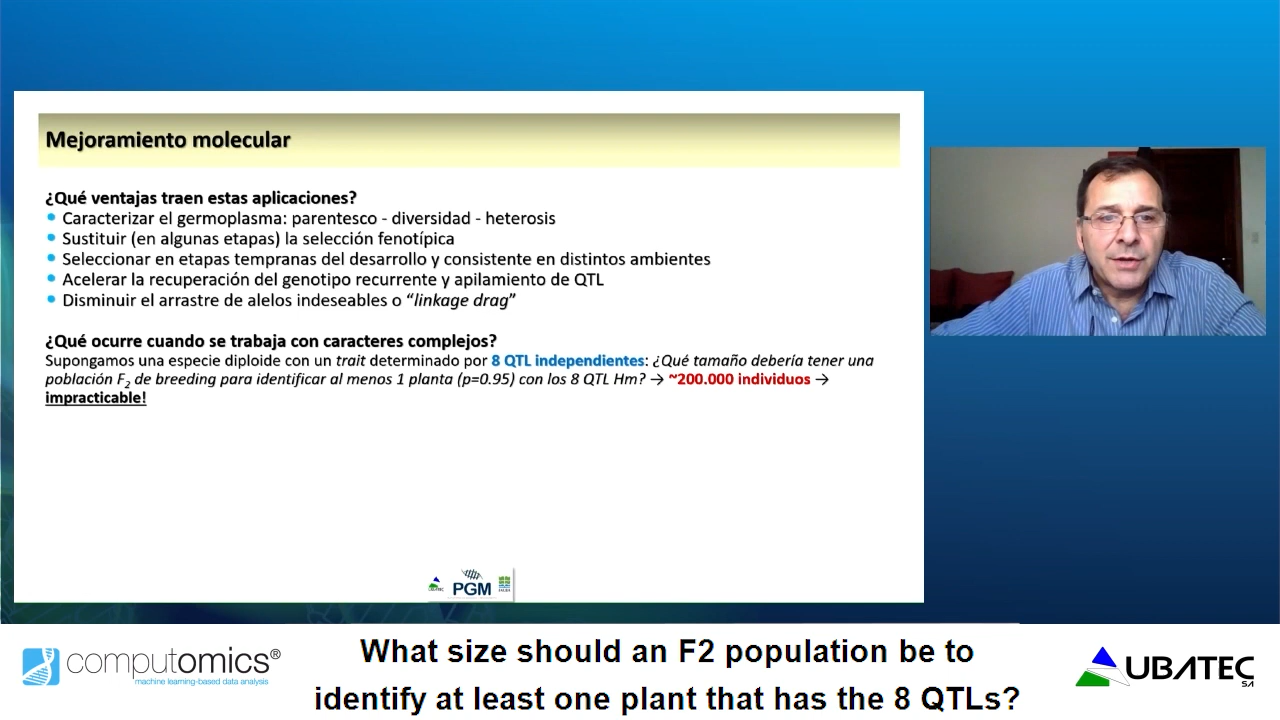 Mejoramiento molecular
¿Qué ventajas traen estas aplicaciones?
• Caracterizar el germoplasma: parentesco - diversidad - heterosis
• Sustituir (en algunas etapas) la selección fenotípica
• Seleccionar en etapas tempranas del desarrollo y consistente en distintos ambientes
• Acelerar la recuperación del genotipo recurrente y apilamiento de QTL
• Disminuir el arrastre de alelos indeseables o “linkage drag”
¿Qué ocurre cuando se trabaja con caracteres complejos?
Supongamos una especie diploide con un trait determinado por 8 QTL independientes: ¿Qué tamaño debería tener una
población F2 de breeding para identificar al menos 1 planta (p=0.95) con los 8 QTL Hm? → ~200.000 individuos →
impracticable!
PGM
computomics®
machine learning-based data analysis
What size should an F2 population be to
identify at least one plant that has the 8 QTLs?
UBATEC
SA